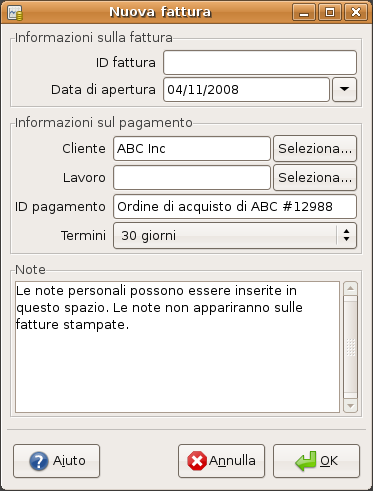 Nuova fattura
Informazioni sulla fattura
ID fattura
Data di apertura 04/11/2008
Informazioni sul pagamento
Cliente ABC Inc Seleziona...
Lavoro Seleziona...
ID pagamento Ordine di acquisto di ABC #12988
Termini 30 giorni
Note
Le note personali possono essere inserite in
questo spazio. Le note non appariranno sulle
fatture stampate.
Aiuto Annulla OK